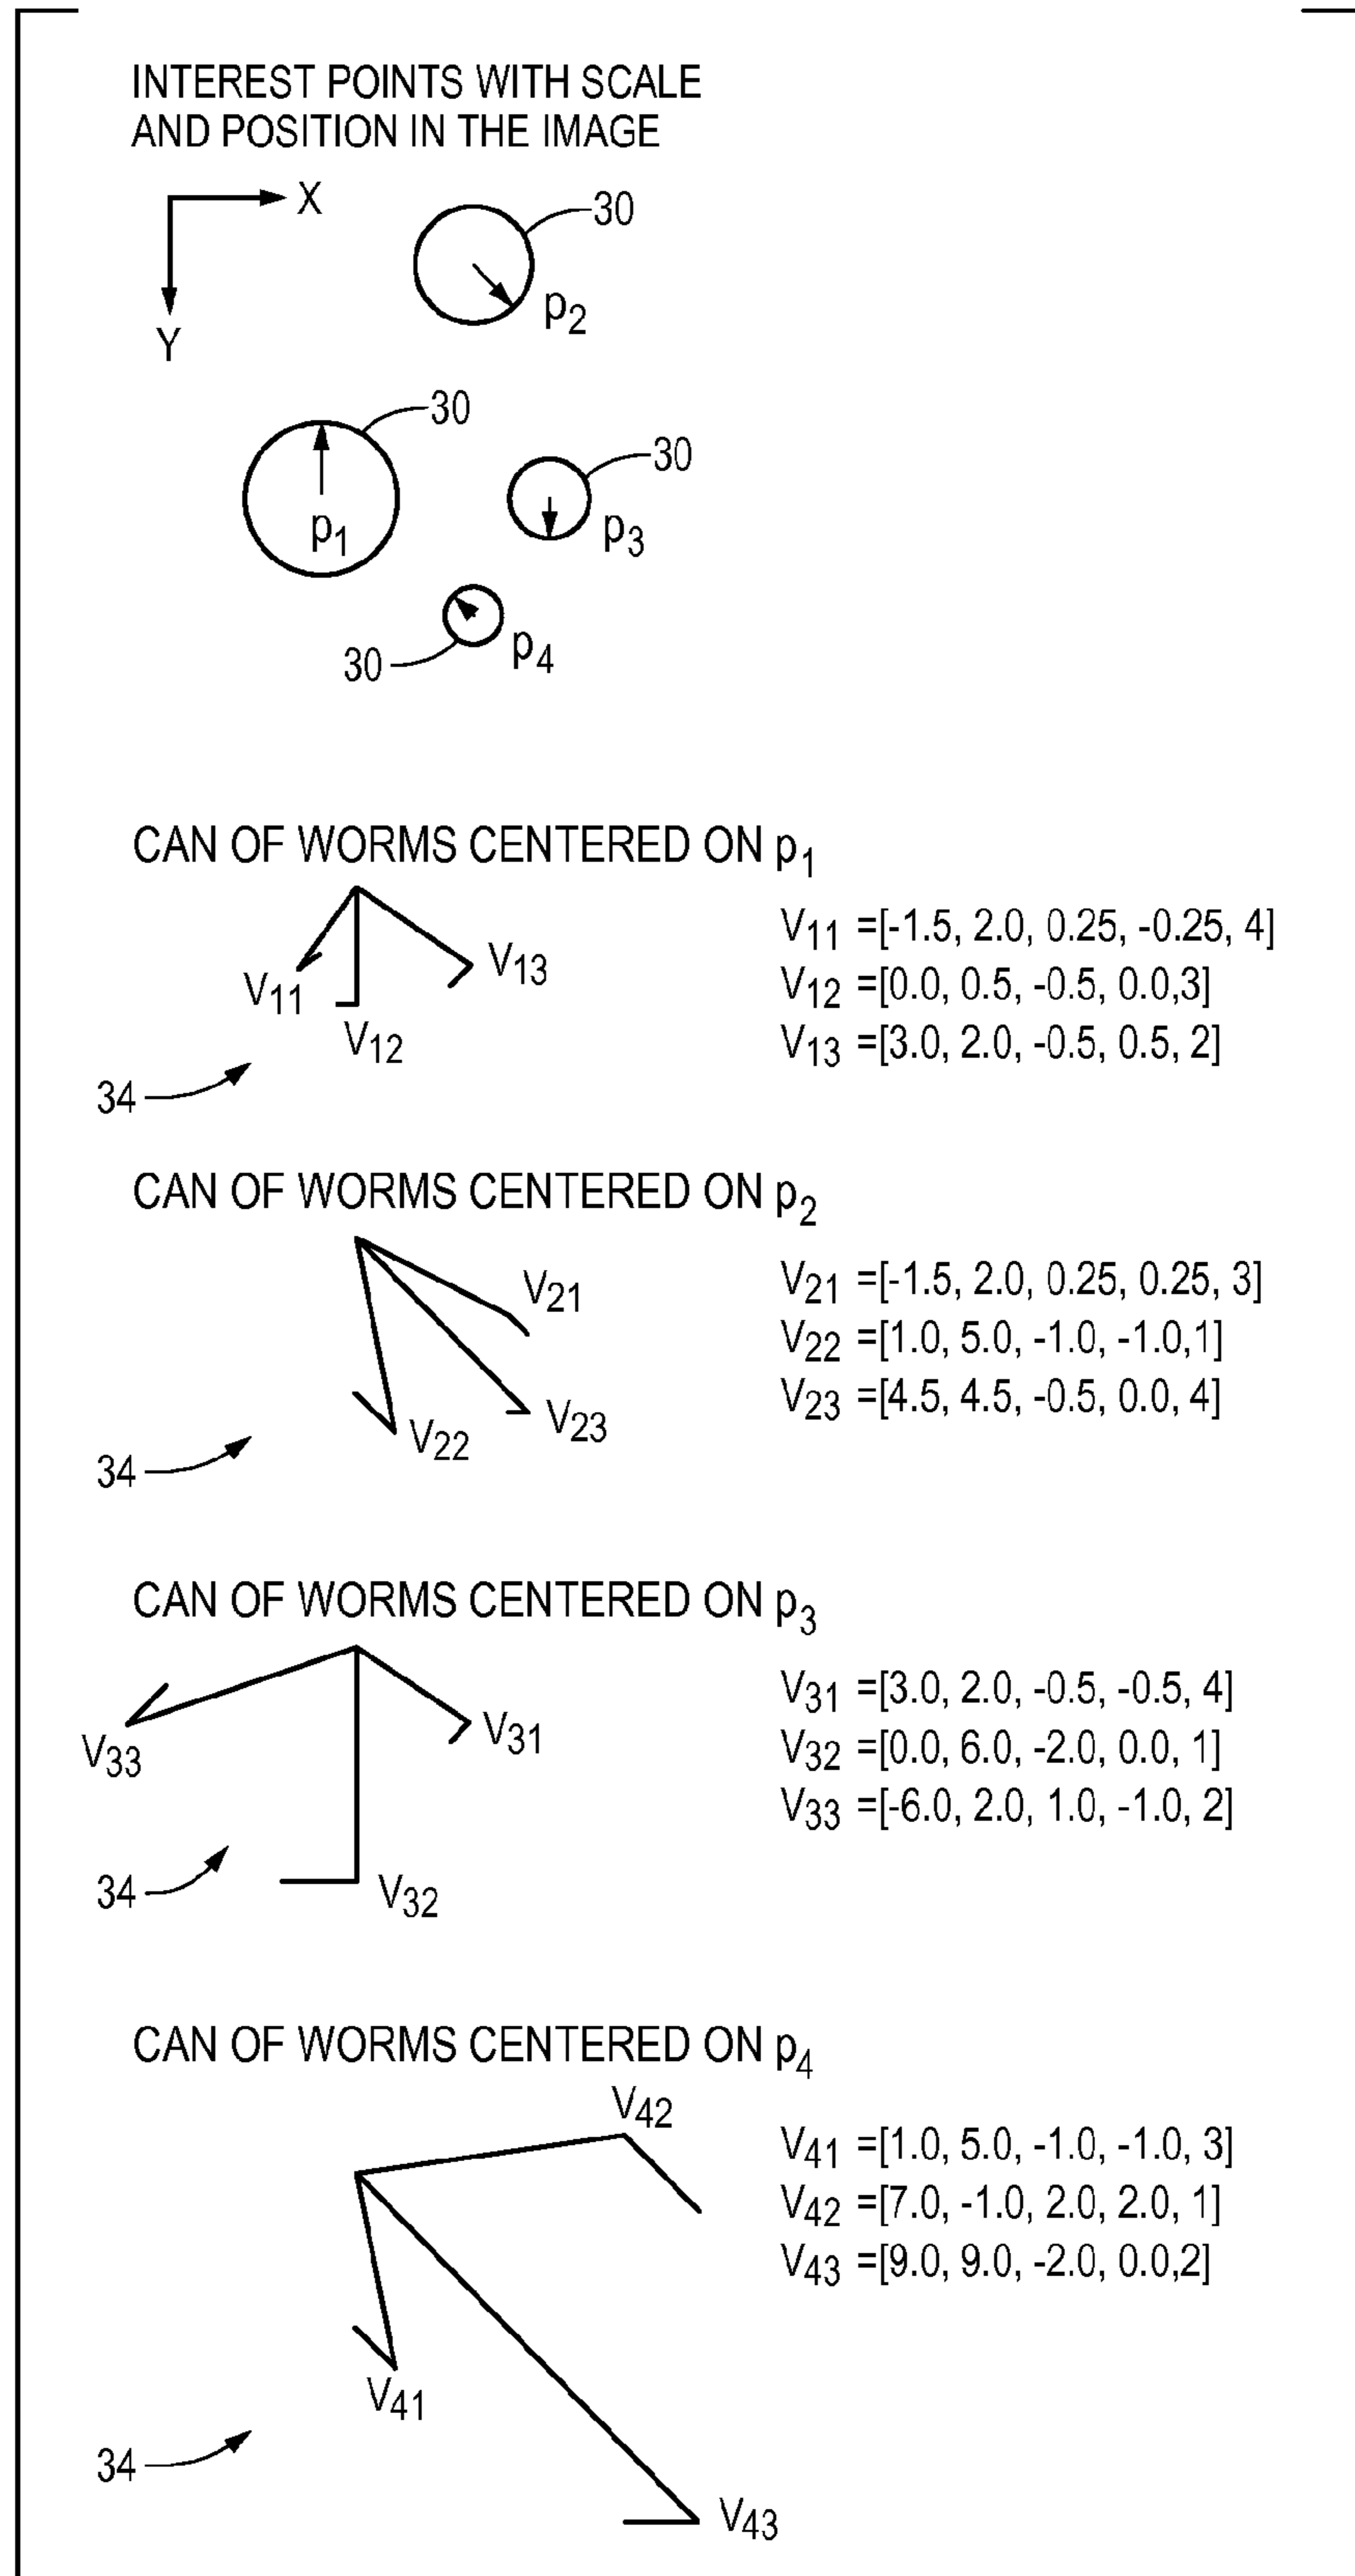 INTEREST POINTS WITH SCALE
AND POSITION IN THE IMAGE
X
30
p2
Y
30
30
p1
p3
p4
30
CAN OF WORMS CENTERED ON p1
V11 =[-1.5, 2.0, 0.25, -0.25, 4]
V13
V11
V12 =[0.0, 0.5, -0.5, 0.0,3]
V12
V13 =[3.0, 2.0, -0.5, 0.5, 2]
34
CAN OF WORMS CENTERED ON p2
V21 =[-1.5, 2.0, 0.25, 0.25, 3]
V21
V22 =[1.0, 5.0, -1.0, -1.0,1]
V23 =[4.5, 4.5, -0.5, 0.0, 4]
V23
V22
34
CAN OF WORMS CENTERED ON p3
V31 =[3.0, 2.0, -0.5, -0.5, 4]
V31
V33
V32 =[0.0, 6.0, -2.0, 0.0, 1]
V33 =[-6.0, 2.0, 1.0, -1.0, 2]
34
V32
CAN OF WORMS CENTERED ON p4
V42
V41 =[1.0, 5.0, -1.0, -1.0, 3]
V42 =[7.0, -1.0, 2.0, 2.0, 1]
V43 =[9.0, 9.0, -2.0, 0.0,2]
V41
34
V43